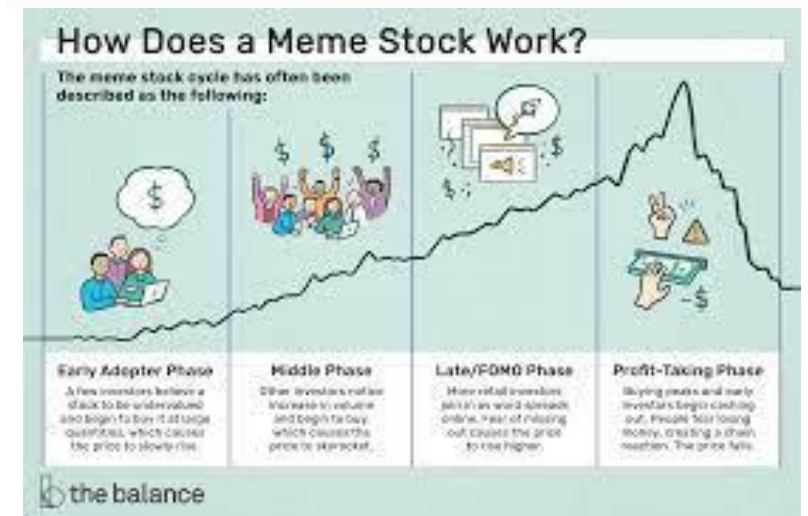 How Does a Meme Stock Work?
The meme stock cycle has often been
described as the following:
$
$ $ $
$
$
-$
Early Adopter Phase
A few investors believe a
stock to be undervalued
and begin to buy it at large
quantities, which causes
the price to slowly rise.
Middle Phase
Other investors notice
increase in volume
and begin to buy,
which causes the
price to skyrocket.
Late/FOMO Phase
More retail investors
join in as word spreads
online. Fear of missing
out causes the price
to rise higher.
Profit-Taking Phase
Buying peaks and early
investors begin cashing
out. People fear losing
money, creating a chain
reaction. The price falls.
the balance